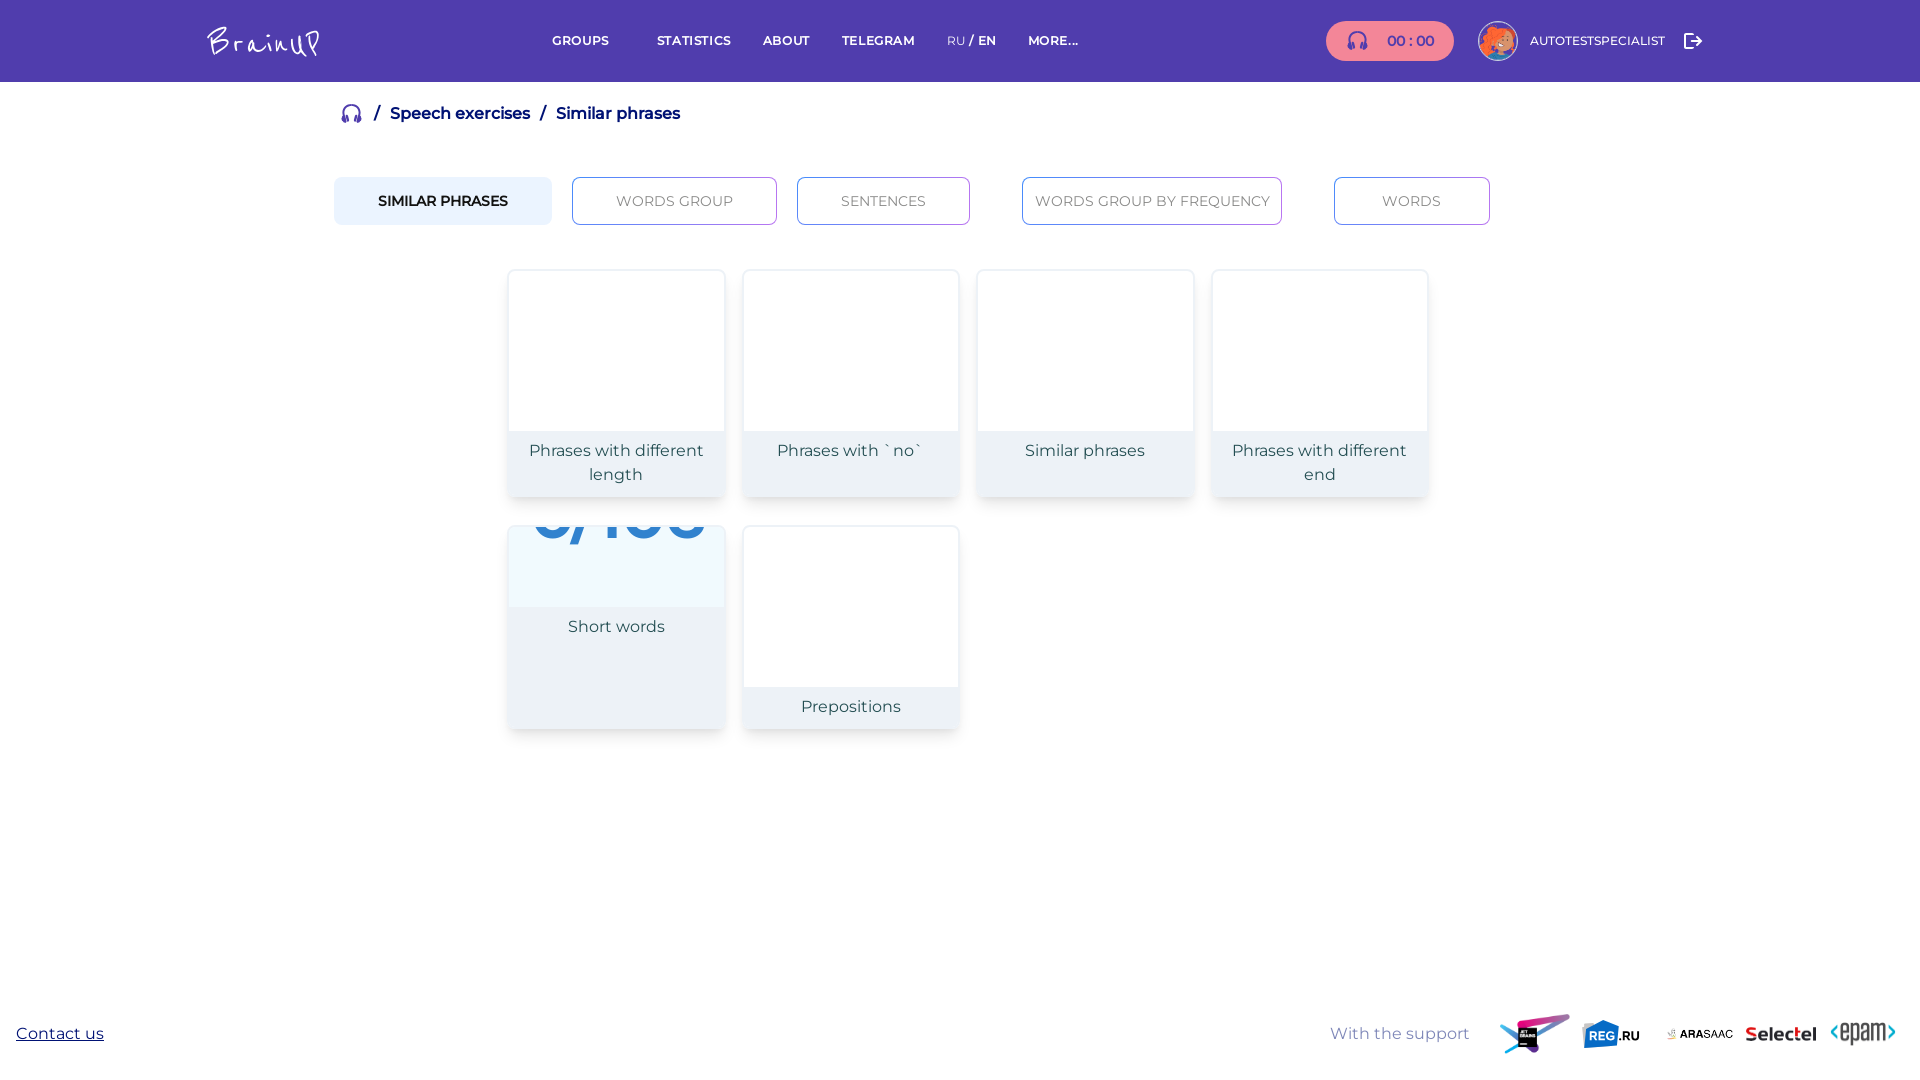 BrainUP
GROUPS
STATISTICS
ABOUT
TELEGRAM
RU / EN
MORE...
00 : 00
AUTOTESTSPECIALIST
/ Speech exercises / Similar phrases
SIMILAR PHRASES
WORDS GROUP
SENTENCES
WORDS GROUP BY FREQUENCY
WORDS
Phrases with different
length
Phrases with `no`
Similar phrases
Phrases with different
end
Short words
Prepositions
Contact us
With the support
JET
BRAINS
REG.RU
ARASAAC
Selectel
<epam>